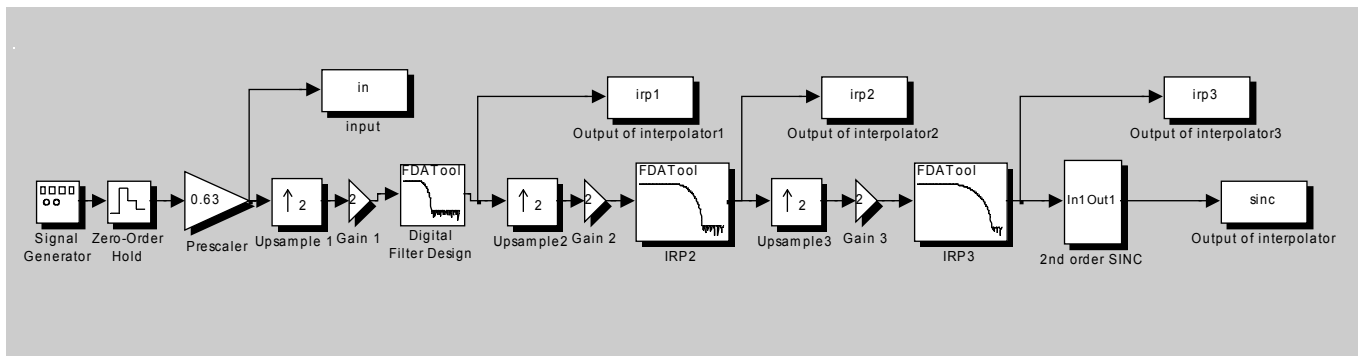 in
input
irp1
Output of interpolator1
irp2
Output of interpolator2
irp3
Output of interpolator3
Signal
Generator
Zero-Order
Hold
0.63
Prescaler
↑ 2
Upsample 1
2
Gain 1
FDATool
Digital
Filter Design
↑ 2
Upsample2
2
Gain 2
FDATool
IRP2
↑ 2
Upsample3
2
Gain 3
FDATool
IRP3
In1Out1
2nd order SINC
sinc
Output of interpolator